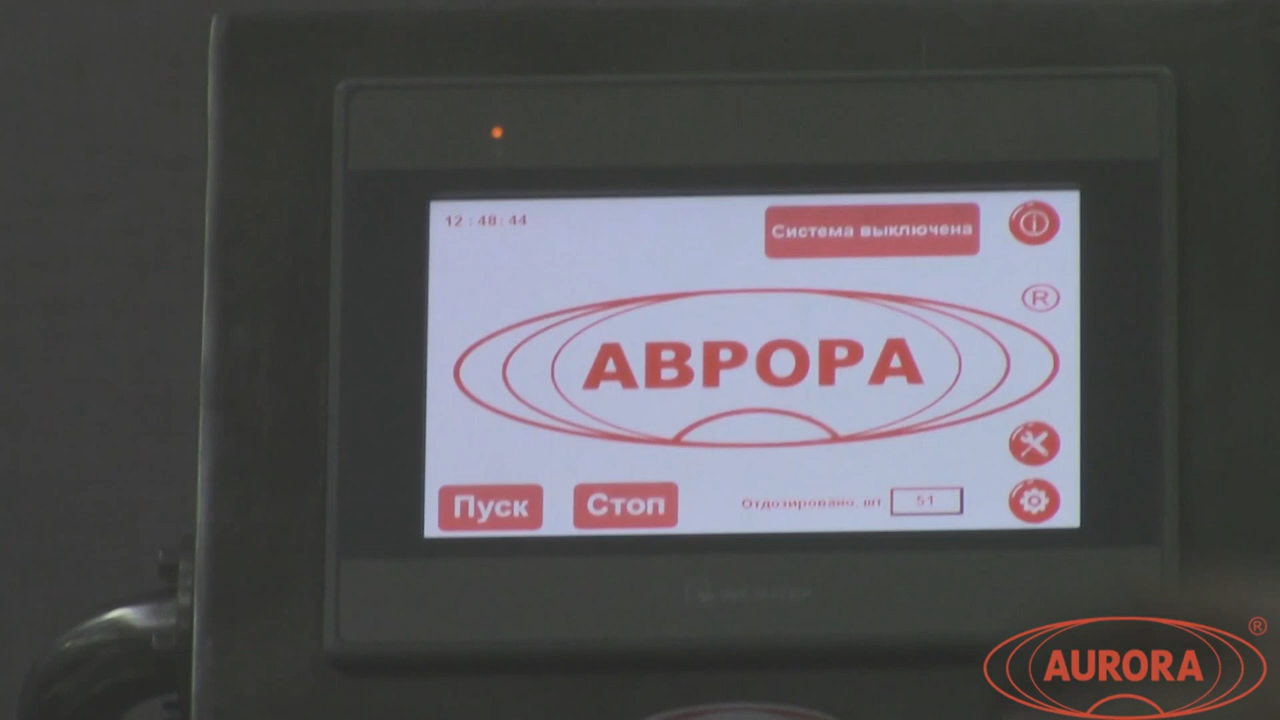 12:48:44
Система выключена
®
АВРОРА
Пуск
Стоп
Отдозировано, шт
51
AURORA
®